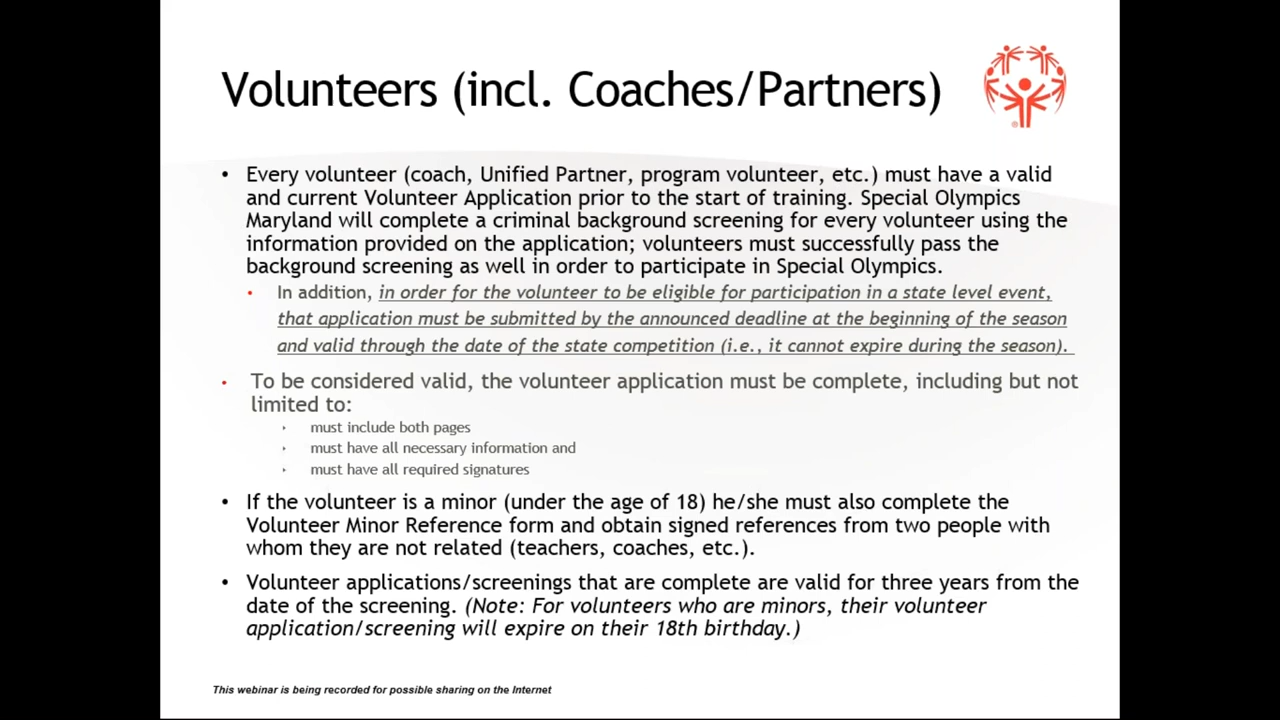 Volunteers (incl. Coaches/Partners)
• Every volunteer (coach, Unified Partner, program volunteer, etc.) must have a valid
and current Volunteer Application prior to the start of training. Special Olympics
Maryland will complete a criminal background screening for every volunteer using the
information provided on the application; volunteers must successfully pass the
background screening as well in order to participate in Special Olympics.
• In addition, in order for the volunteer to be eligible for participation in a state level event,
that application must be submitted by the announced deadline at the beginning of the season
and valid through the date of the state competition (i.e., it cannot expire during the season).
• To be considered valid, the volunteer application must be complete, including but not
limited to:
‣ must include both pages
‣ must have all necessary information and
‣ must have all required signatures
• If the volunteer is a minor (under the age of 18) he/she must also complete the
Volunteer Minor Reference form and obtain signed references from two people with
whom they are not related (teachers, coaches, etc.).
• Volunteer applications/screenings that are complete are valid for three years from the
date of the screening. (Note: For volunteers who are minors, their volunteer
application/screening will expire on their 18th birthday.)
This webinar is being recorded for possible sharing on the Internet